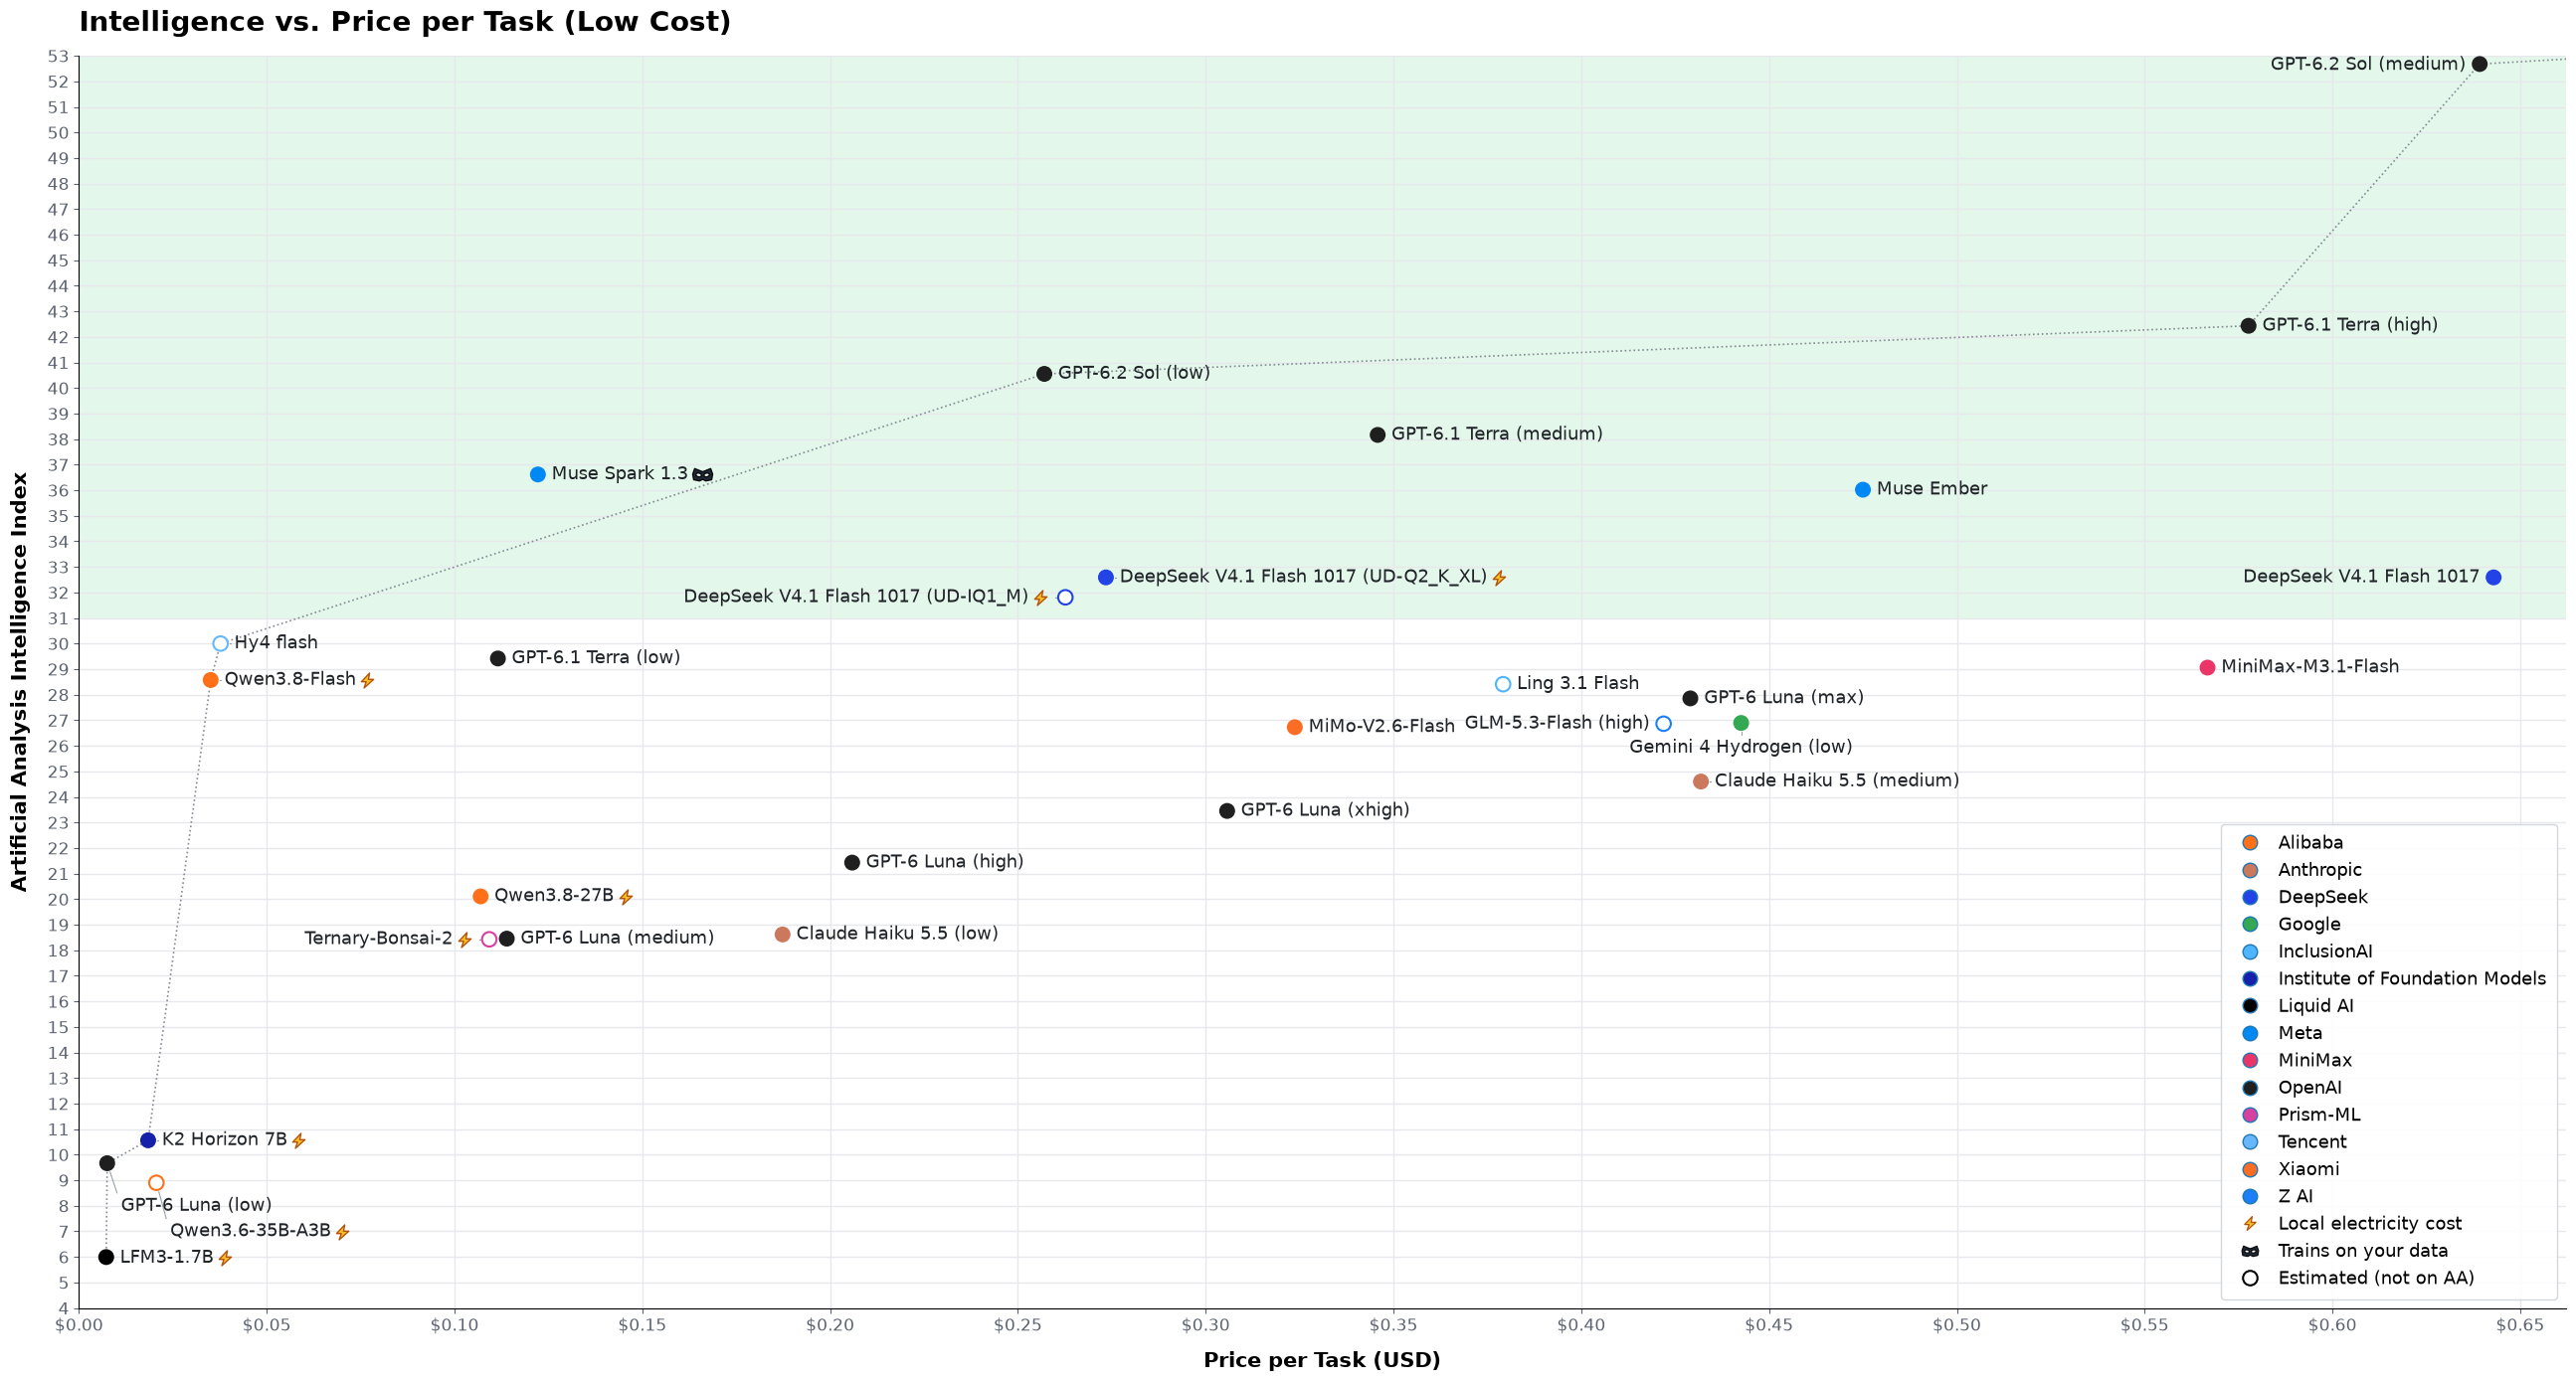 Intelligence vs. Price per Task (Low Cost)
Artificial Analysis Intelligence Index
53
52
51
50
49
48
47
46
45
44
43
42
41
40
39
38
37
36
35
34
33
32
31
30
29
28
27
26
25
24
23
22
21
20
19
18
17
16
15
14
13
12
11
10
9
8
7
6
5
4
GPT-6.2 Sol (medium)
GPT-6.1 Terra (high)
GPT-6.2 Sol (low)
GPT-6.1 Terra (medium)
Muse Spark 1.3
Muse Ember
DeepSeek V4.1 Flash 1017 (UD-Q2_K_XL)
DeepSeek V4.1 Flash 1017
DeepSeek V4.1 Flash 1017 (UD-IQ1_M)
Hy4 flash
GPT-6.1 Terra (low)
MiniMax-M3.1-Flash
Qwen3.8-Flash
Ling 3.1 Flash
GPT-6 Luna (max)
MiMo-V2.6-Flash
GLM-5.3-Flash (high)
Gemini 4 Hydrogen (low)
Claude Haiku 5.5 (medium)
GPT-6 Luna (xhigh)
GPT-6 Luna (high)
Qwen3.8-27B
Ternary-Bonsai-2
GPT-6 Luna (medium)
Claude Haiku 5.5 (low)
K2 Horizon 7B
GPT-6 Luna (low)
Qwen3.6-35B-A3B
LFM3-1.7B
Alibaba
Anthropic
DeepSeek
Google
InclusionAI
Institute of Foundation Models
Liquid AI
Meta
MiniMax
OpenAI
Prism-ML
Tencent
Xiaomi
Z AI
Local electricity cost
Trains on your data
Estimated (not on AA)
$0.00
$0.05
$0.10
$0.15
$0.20
$0.25
$0.30
$0.35
$0.40
$0.45
$0.50
$0.55
$0.60
$0.65
Price per Task (USD)